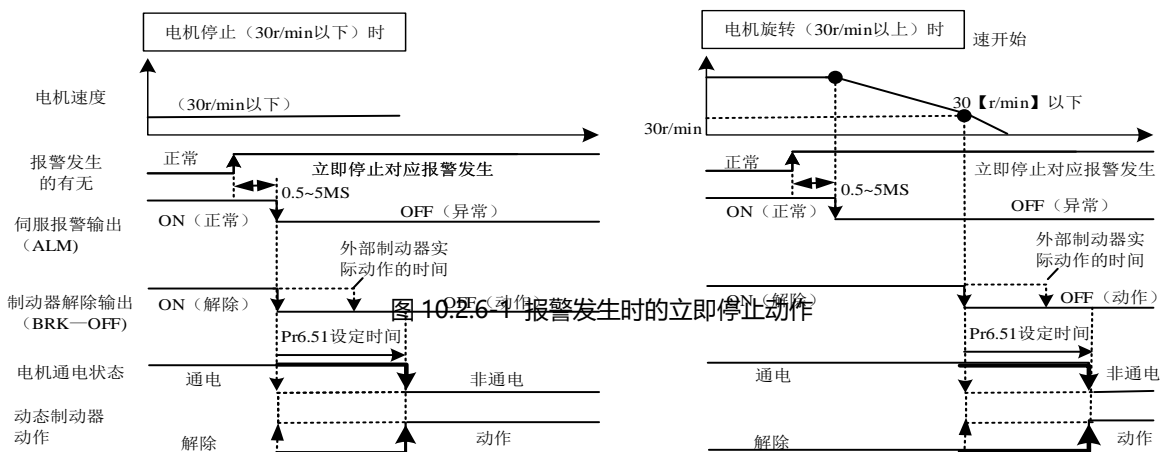 电机停止（30r/min以下）时
电机速度
（30r/min以下）
报警发生
的有无
正常
立即停止对应报警发生
0.5~5MS
伺服报警输出
（ALM)
ON（正常）
OFF（异常）
外部制动器实
际动作的时间
制动器解除输出
（BRK—OFF)
ON（解除）
OFF（动作）
Pr6.51设定时间
电机通电状态
通电
非通电
动态制动器
动作
解除
动作
图 10.2.6-1 报警发生时的立即停止动作
电机旋转（30r/min以上）时
速开始
30【r/min】以下
30r/min
正常
立即停止对应报警发生
0.5~5MS
ON（正常）
OFF（异常）
外部制动器实
际动作的时间
ON（解除）
OFF（动作）
Pr6.51设定时间
通电
非通电
解除
动作